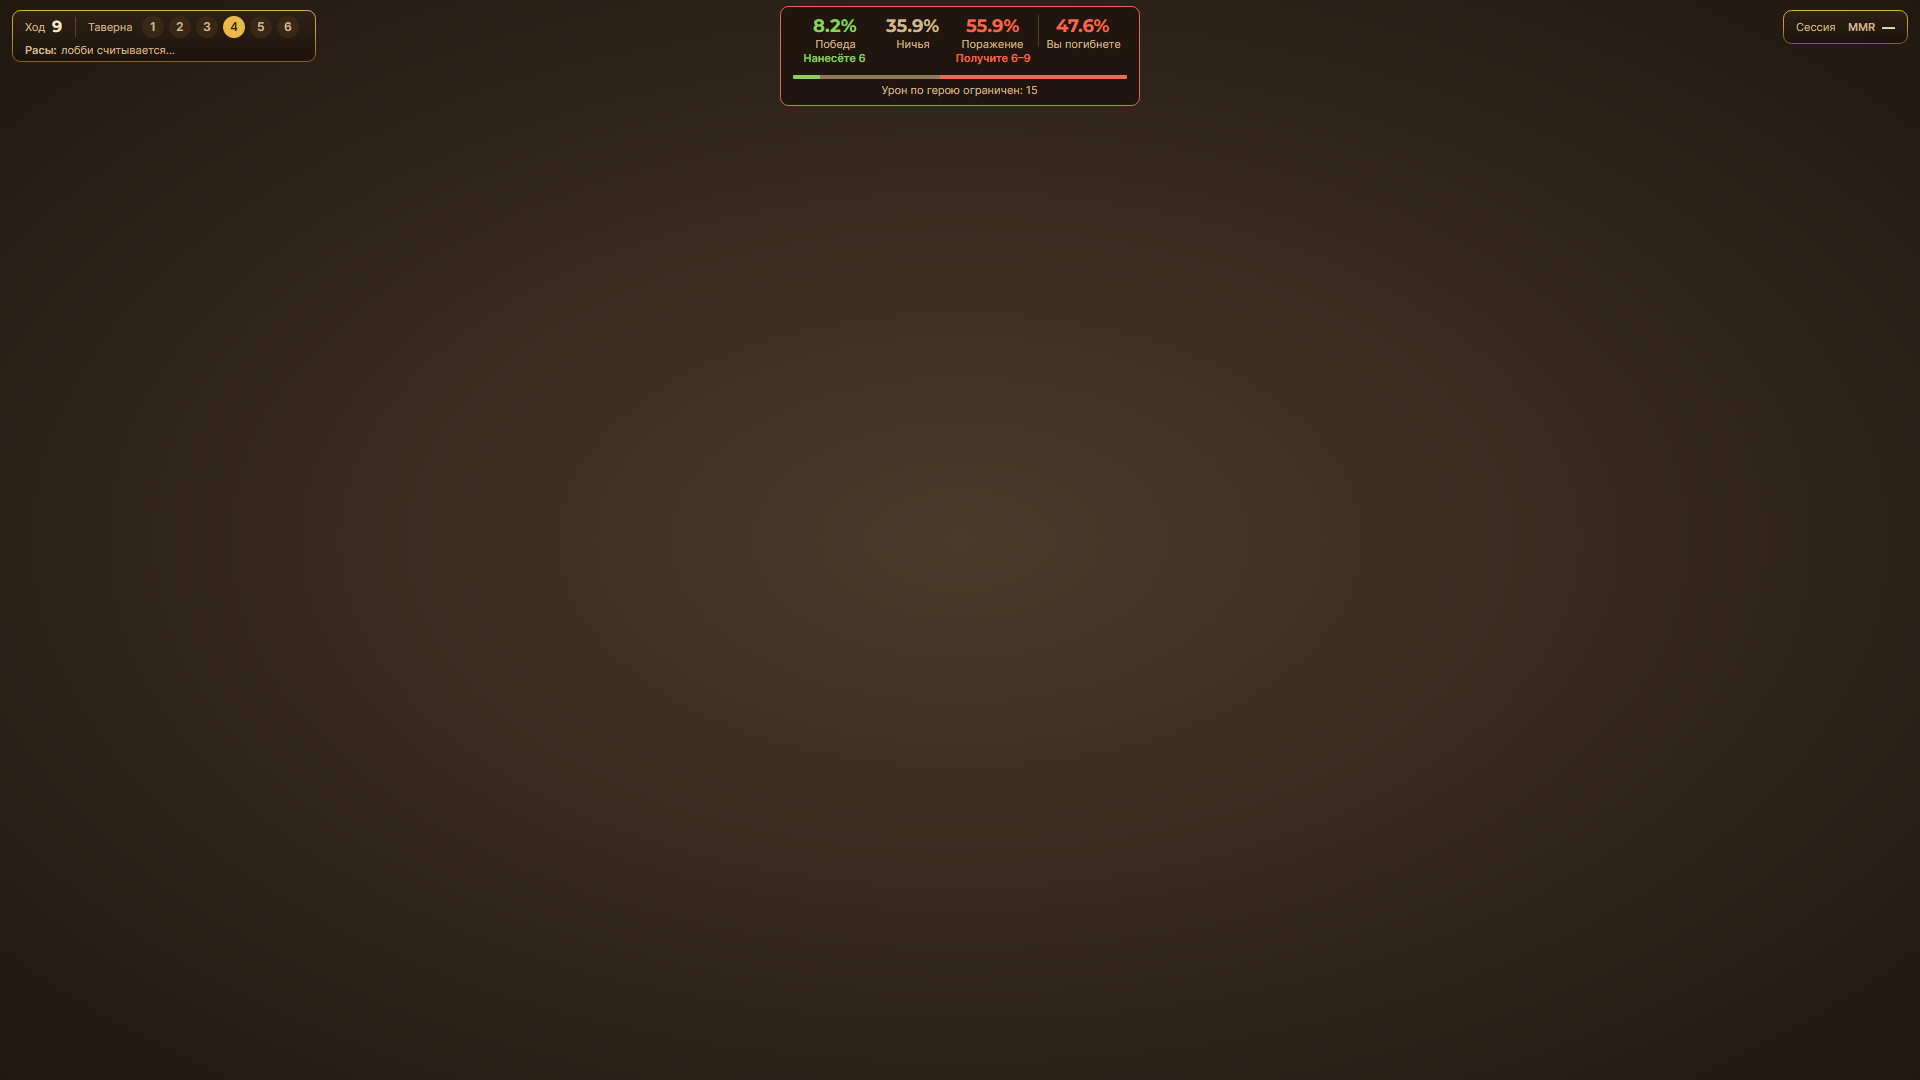 Ход 9 Таверна 1 2 3 4 5 6
Расы: лобби считывается...
8.2% 35.9% 55.9% 47.6%
Победа Ничья Поражение Вы погибнете
Нанесёте 6 Получите 6–9
Урон по герою ограничен: 15
Сессия MMR —